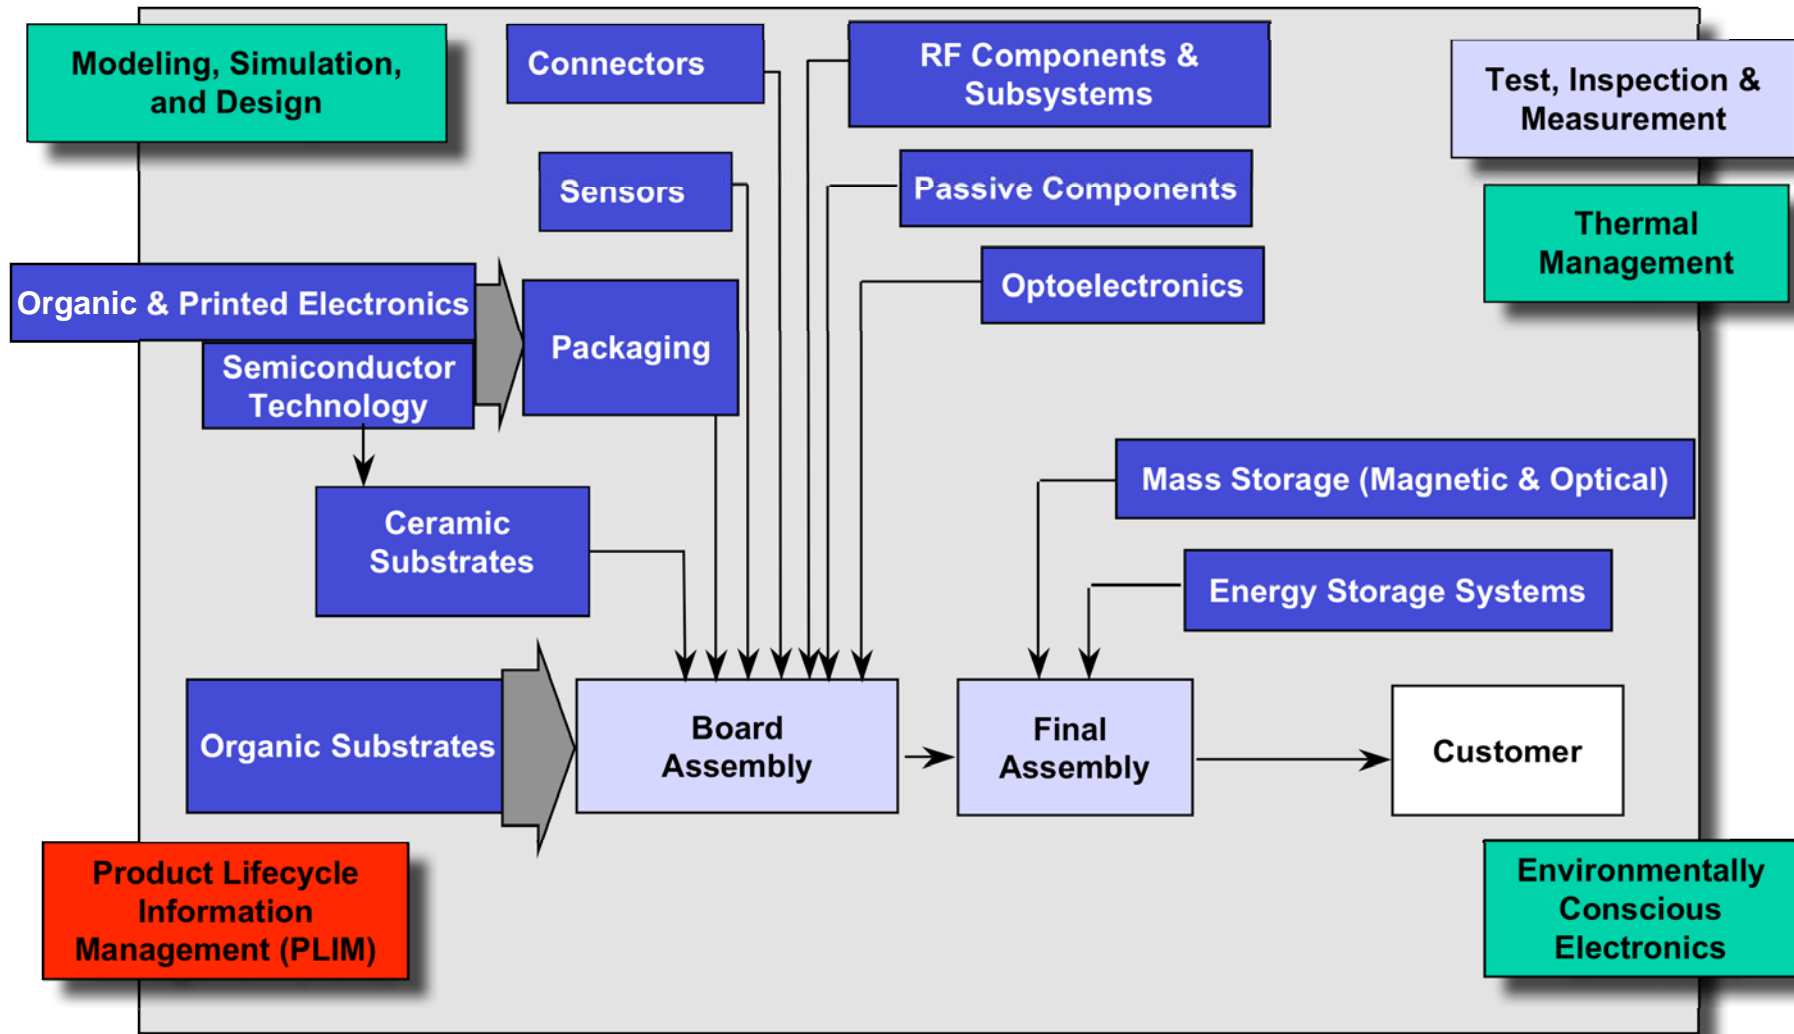 Modeling, Simulation,
and Design
Connectors
RF Components &
Subsystems
Test, Inspection &
Measurement
Sensors
Passive Components
Thermal
Management
Organic & Printed Electronics
Optoelectronics
Packaging
Semiconductor
Technology
Mass Storage (Magnetic & Optical)
Ceramic
Substrates
Energy Storage Systems
Organic Substrates
Board
Assembly
Final
Assembly
Customer
Product Lifecycle
Information
Management (PLIM)
Environmentally
Conscious
Electronics